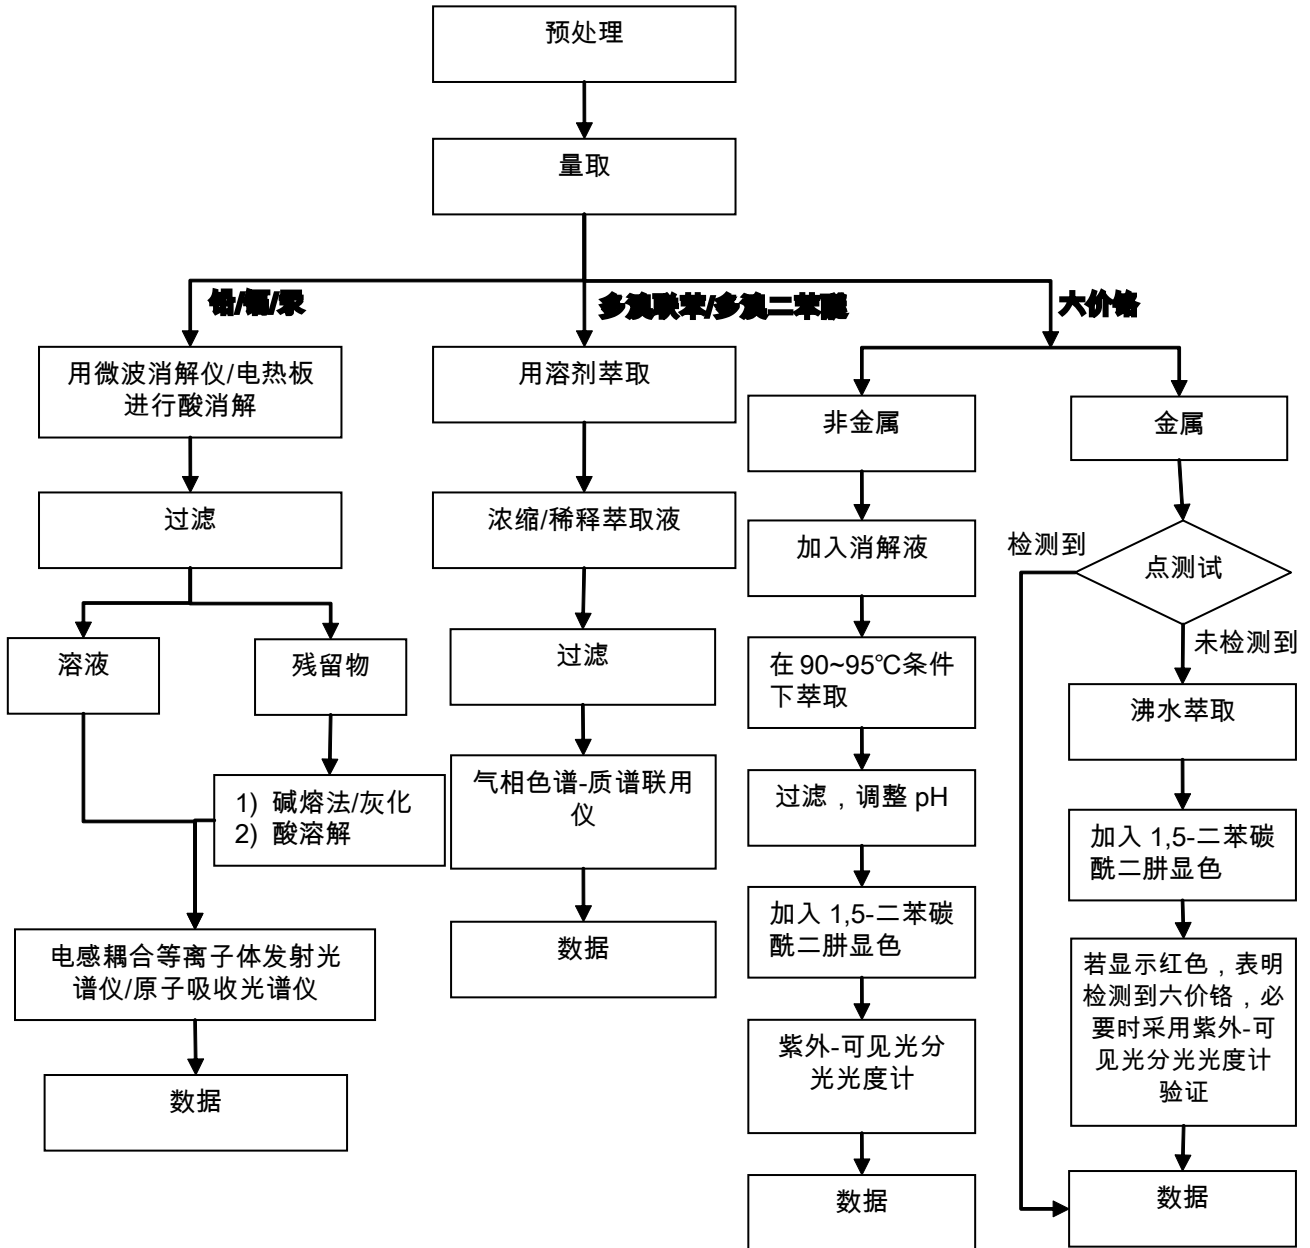 预处理
量取
铅/镉/汞
多溴联苯/多溴二苯醚
六价铬
用微波消解仪/电热板
进行酸消解
过滤
溶液
残留物
1) 碱熔法/灰化
2) 酸溶解
电感耦合等离子体发射光
谱仪/原子吸收光谱仪
数据
用溶剂萃取
浓缩/稀释萃取液
过滤
气相色谱-质谱联用
仪
数据
非金属
加入消解液
在 90~95℃条件
下萃取
过滤，调整 pH
加入 1,5-二苯碳
酰二肼显色
紫外-可见光分
光光度计
数据
金属
点测试
检测到
未检测到
沸水萃取
加入 1,5-二苯碳
酰二肼显色
若显示红色，表明
检测到六价铬，必
要时采用紫外-可
见光分光光度计
验证
数据